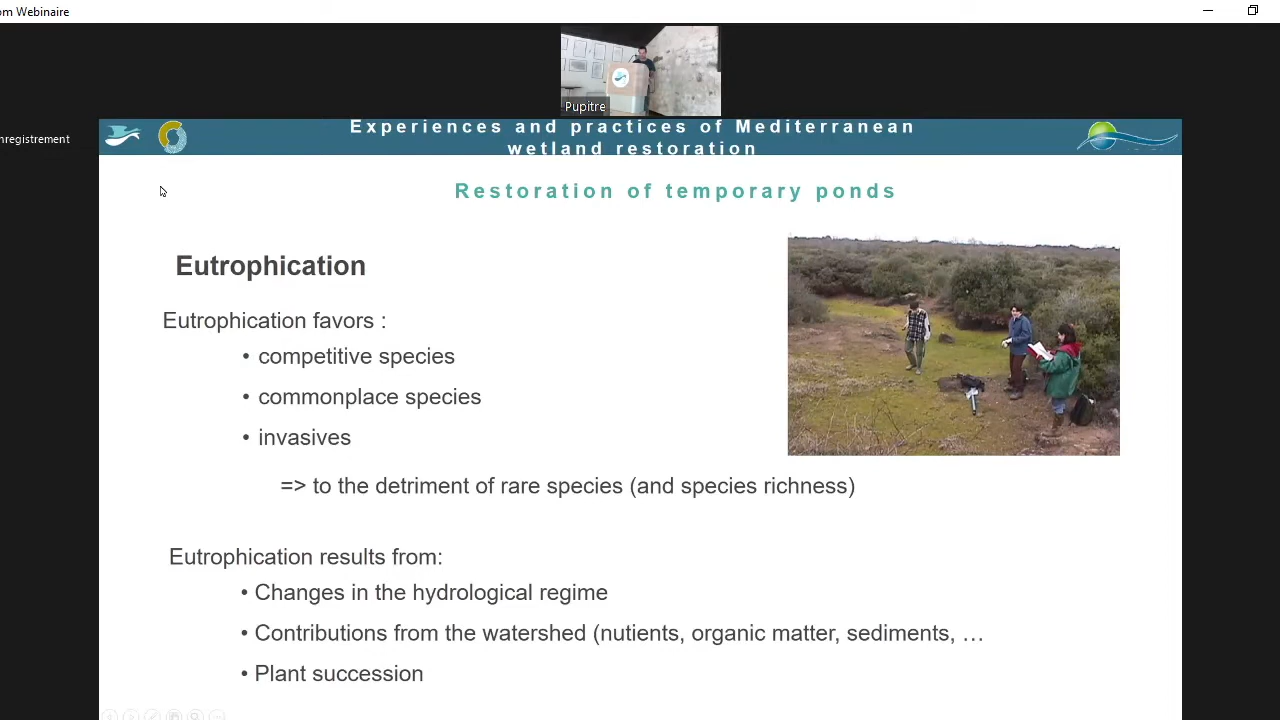 om Webinaire
Pupitre
nregistrement
Experiences and practices of Mediterranean
wetland restoration
Restoration of temporary ponds
Eutrophication
Eutrophication favors :
• competitive species
• commonplace species
• invasives
=> to the detriment of rare species (and species richness)
Eutrophication results from:
• Changes in the hydrological regime
• Contributions from the watershed (nutients, organic matter, sediments, …
• Plant succession